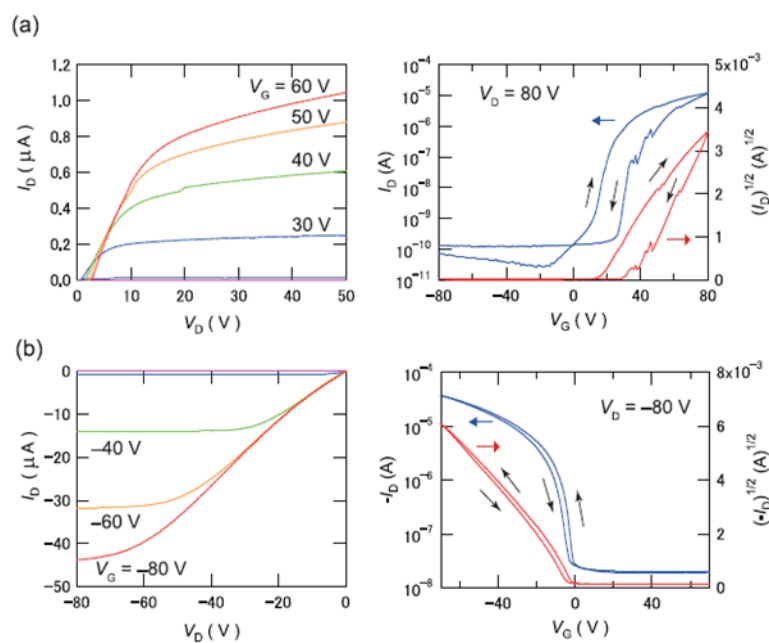 (a)
1.2
1.0
0.8
0.6
0.4
0.2
0.0
I_D ( μA)
V_G = 60 V
50 V
40 V
30 V
0 10 20 30 40 50
V_D ( V)
10⁻⁴
10⁻⁵
10⁻⁶
10⁻⁷
10⁻⁸
10⁻⁹
10⁻¹⁰
10⁻¹¹
I_D (A)
V_D = 80 V
5x10⁻³
4
3
2
1
0
(I_D)^{1/2} (A)^{1/2}
-80 -40 0 40 80
V_G ( V)
(b)
0
-10
-20
-30
-40
-50
I_D ( μA)
–40 V
–60 V
V_G = –80 V
-80 -60 -40 -20 0
V_D ( V)
10⁻⁴
10⁻⁵
10⁻⁶
10⁻⁷
10⁻⁸
-I_D (A)
V_D = –80 V
8x10⁻³
6
4
2
0
(-I_D)^{1/2} (A)^{1/2}
-40 0 40
V_G ( V)